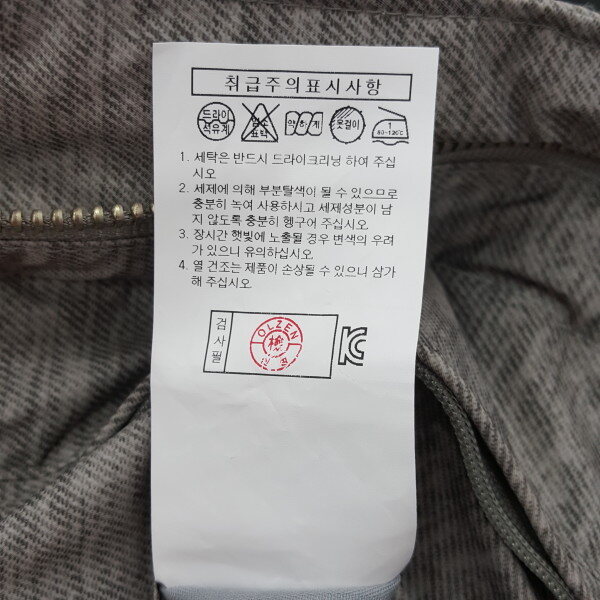 취급주의표시사항
드라이
석유계
염소
표백
약하게
옷걸이
1
80~120℃
1. 세탁은 반드시 드라이크리닝 하여 주십
시오
2. 세제에 의해 부분탈색이 될 수 있으므로
충분히 녹여 사용하시고 세제성분이 남
지 않도록 충분히 헹구어 주십시오.
3. 장시간 햇빛에 노출될 경우 변색의 우려
가 있으니 유의하십시오.
4. 열 건조는 제품이 손상될 수 있으니 삼가
해 주십시오.
검사필
OLZEN
檢
KC